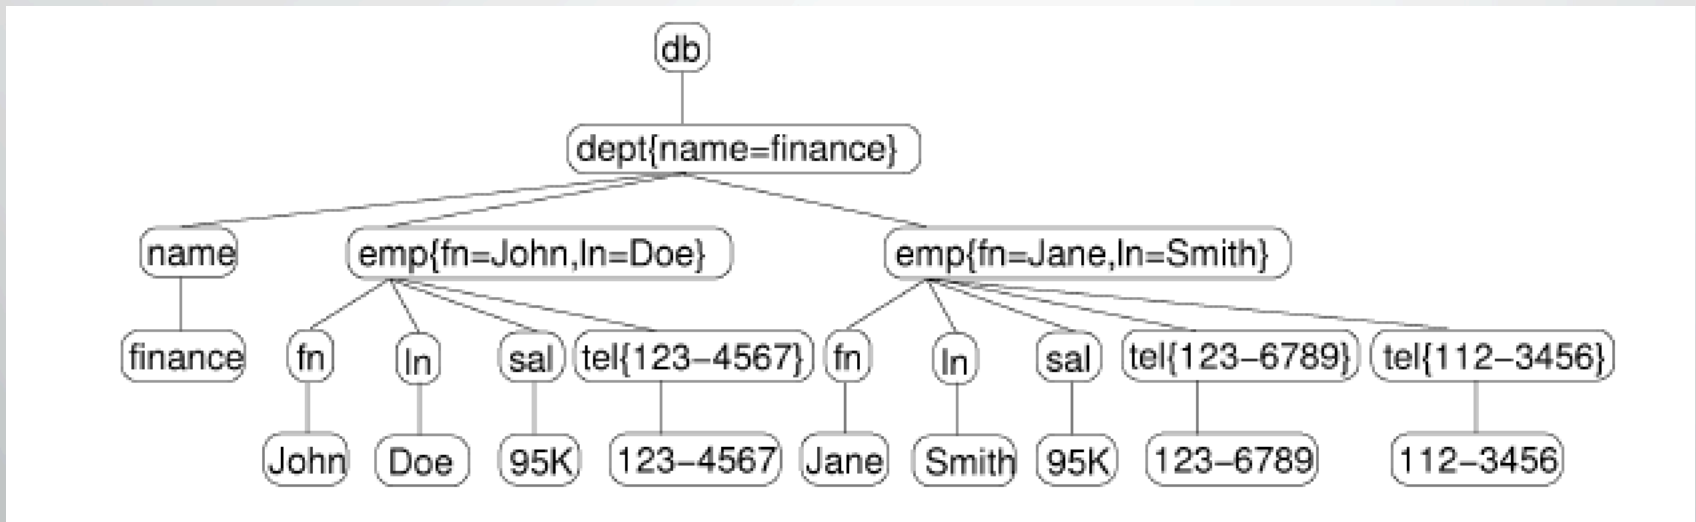 db
dept{name=finance}
name emp{fn=John,ln=Doe} emp{fn=Jane,ln=Smith}
finance fn ln sal tel{123−4567} fn ln sal tel{123−6789} tel{112−3456}
John Doe 95K 123−4567 Jane Smith 95K 123−6789 112−3456